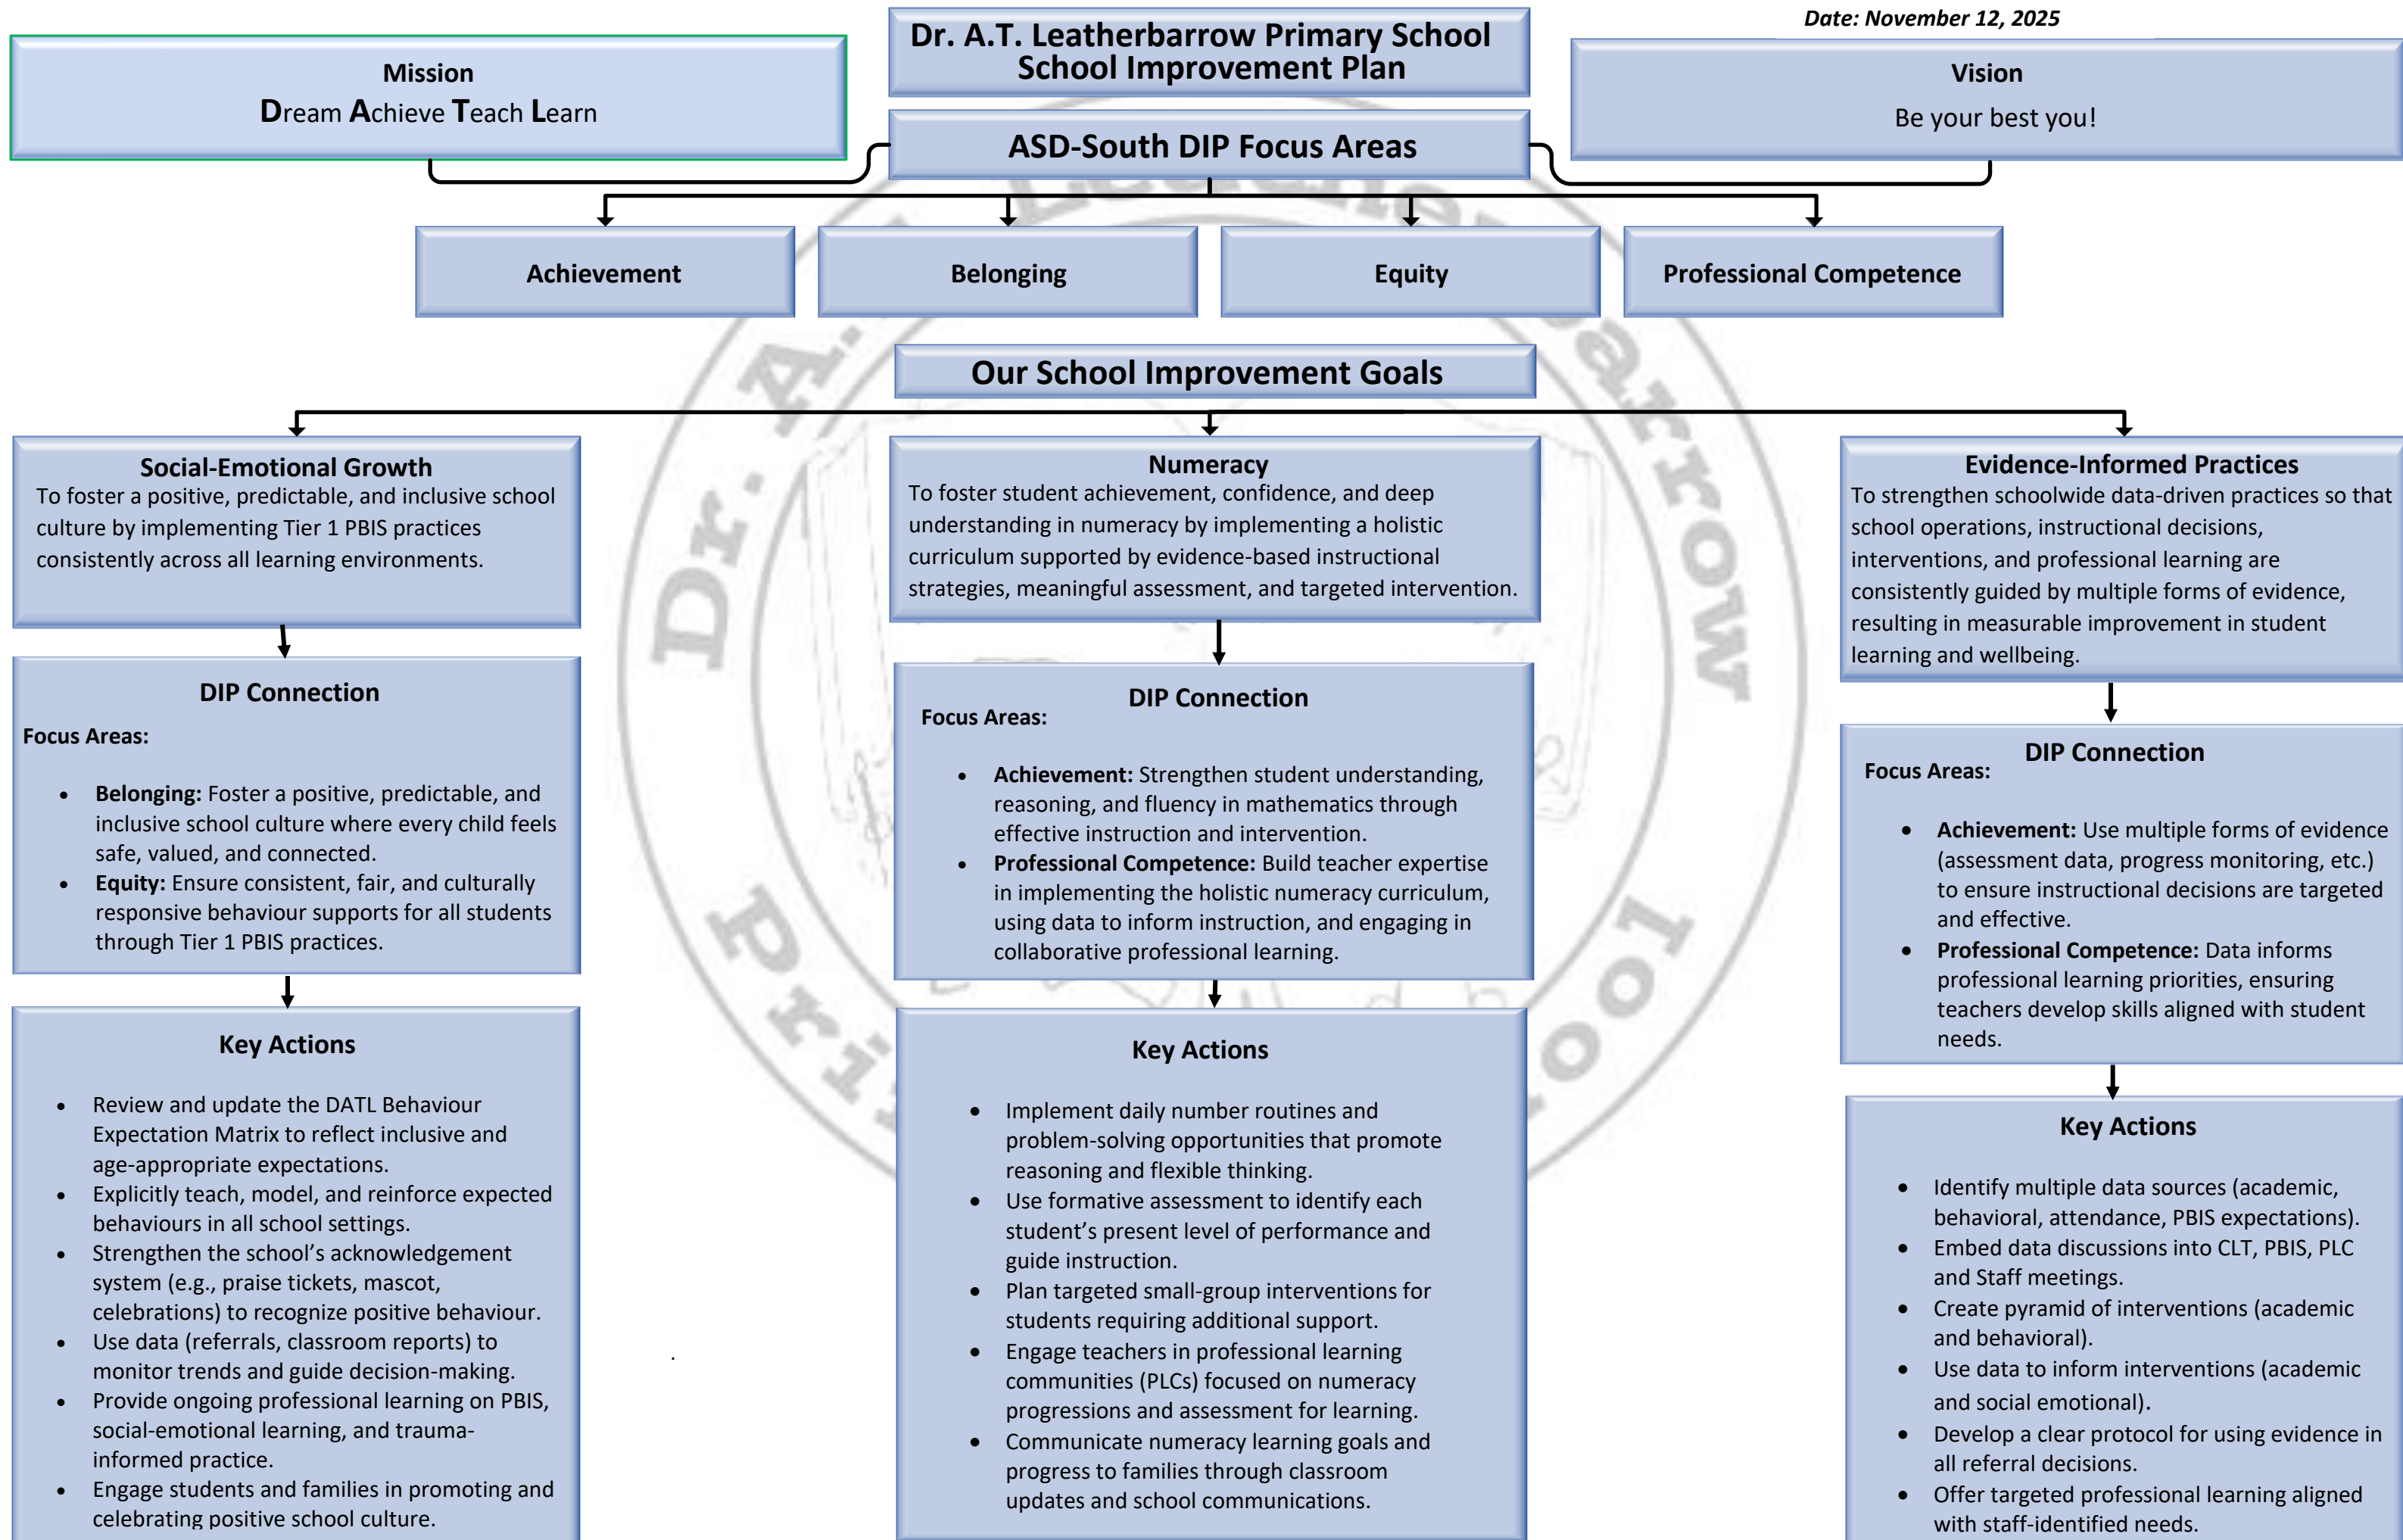 Date: November 12, 2025
Dr. A.T. Leatherbarrow Primary School
School Improvement Plan
Mission
Dream Achieve Teach Learn
Vision
Be your best you!
ASD-South DIP Focus Areas
Achievement
Belonging
Equity
Professional Competence
Our School Improvement Goals
Social-Emotional Growth
To foster a positive, predictable, and inclusive school
culture by implementing Tier 1 PBIS practices
consistently across all learning environments.
DIP Connection
Focus Areas:
• Belonging: Foster a positive, predictable, and
inclusive school culture where every child feels
safe, valued, and connected.
• Equity: Ensure consistent, fair, and culturally
responsive behaviour supports for all students
through Tier 1 PBIS practices.
Key Actions
• Review and update the DATL Behaviour
Expectation Matrix to reflect inclusive and
age-appropriate expectations.
• Explicitly teach, model, and reinforce expected
behaviours in all school settings.
• Strengthen the school's acknowledgement
system (e.g., praise tickets, mascot,
celebrations) to recognize positive behaviour.
• Use data (referrals, classroom reports) to
monitor trends and guide decision-making.
• Provide ongoing professional learning on PBIS,
social-emotional learning, and trauma-
informed practice.
• Engage students and families in promoting and
celebrating positive school culture.
Numeracy
To foster student achievement, confidence, and deep
understanding in numeracy by implementing a holistic
curriculum supported by evidence-based instructional
strategies, meaningful assessment, and targeted intervention.
DIP Connection
Focus Areas:
• Achievement: Strengthen student understanding,
reasoning, and fluency in mathematics through
effective instruction and intervention.
• Professional Competence: Build teacher expertise
in implementing the holistic numeracy curriculum,
using data to inform instruction, and engaging in
collaborative professional learning.
Key Actions
• Implement daily number routines and
problem-solving opportunities that promote
reasoning and flexible thinking.
• Use formative assessment to identify each
student's present level of performance and
guide instruction.
• Plan targeted small-group interventions for
students requiring additional support.
• Engage teachers in professional learning
communities (PLCs) focused on numeracy
progressions and assessment for learning.
• Communicate numeracy learning goals and
progress to families through classroom
updates and school communications.
Evidence-Informed Practices
To strengthen schoolwide data-driven practices so that
school operations, instructional decisions,
interventions, and professional learning are
consistently guided by multiple forms of evidence,
resulting in measurable improvement in student
learning and wellbeing.
DIP Connection
Focus Areas:
• Achievement: Use multiple forms of evidence
(assessment data, progress monitoring, etc.)
to ensure instructional decisions are targeted
and effective.
• Professional Competence: Data informs
professional learning priorities, ensuring
teachers develop skills aligned with student
needs.
Key Actions
• Identify multiple data sources (academic,
behavioral, attendance, PBIS expectations).
• Embed data discussions into CLT, PBIS, PLC
and Staff meetings.
• Create pyramid of interventions (academic
and behavioral).
• Use data to inform interventions (academic
and social emotional).
• Develop a clear protocol for using evidence in
all referral decisions.
• Offer targeted professional learning aligned
with staff-identified needs.